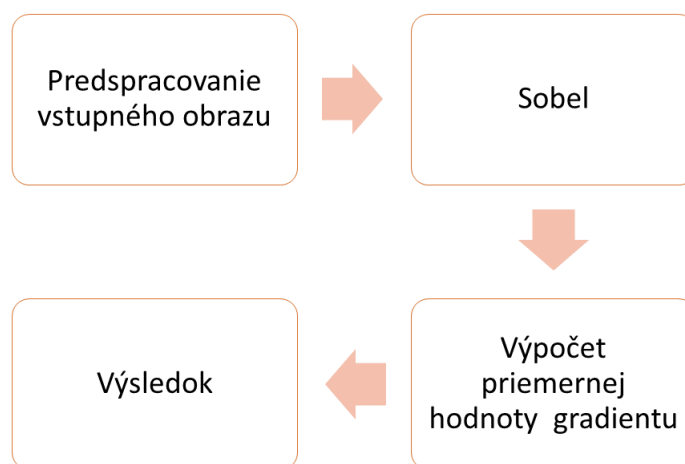 Predspracovanie
vstupného obrazu
Sobel
Výpočet
priemernej
hodnoty gradientu
Výsledok